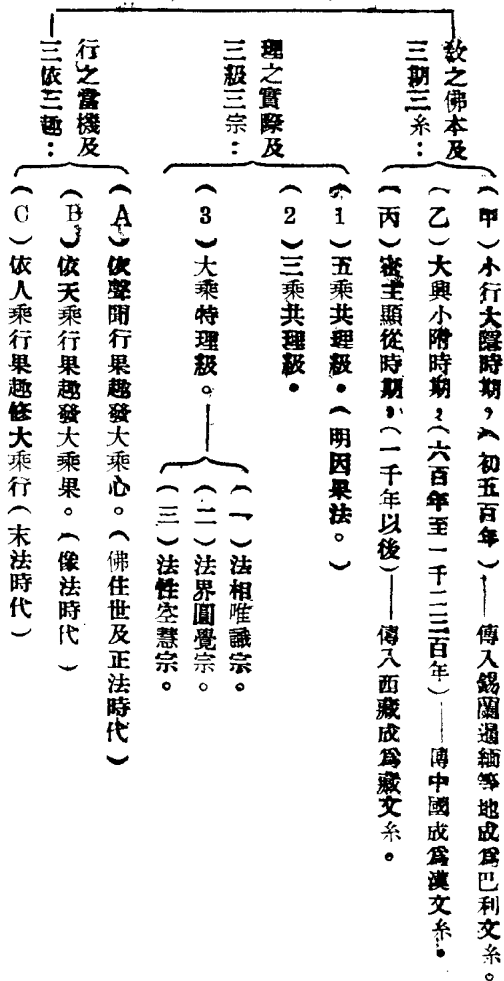 教之佛本及
三期三系：
（甲）小行大隱時期，（初五百年）——傳入錫蘭暹緬等地成爲巴利文系。
（乙）大興小附時期，（六百年至一千二三百年）——傳中國成爲漢文系。
（丙）密主顯從時期，（一千年以後）——傳入西藏成爲藏文系。
理之實際及
三級三宗：
（1）五乘共理級。（明因果法。）
（2）三乘共理級。
（3）大乘特理級。——
（一）法相唯識宗。
（二）法界圓覺宗。
（三）法性空慧宗。
行之當機及
三依三趣：
（A）依聲聞行果趣發大乘心。（佛住世及正法時代）
（B）依天乘行果趣發大乘果。（像法時代）
（C）依人乘行果趣修大乘行（末法時代）